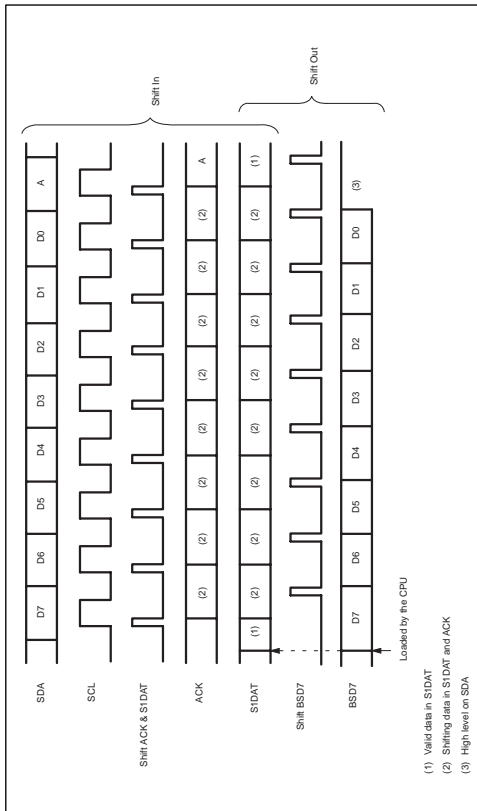 SDA D7 D6 D5 D4 D3 D2 D1 D0 A
SCL
Shift ACK & S1DAT
Shift In
ACK (2) (2) (2) (2) (2) (2) (2) (2) A
S1DAT (1) (2) (2) (2) (2) (2) (2) (2) (2) (1)
Shift BSD7
Shift Out
BSD7 D7 D6 D5 D4 D3 D2 D1 D0 (3)
Loaded by the CPU
(1) Valid data in S1DAT
(2) Shifting data in S1DAT and ACK
(3) High level on SDA